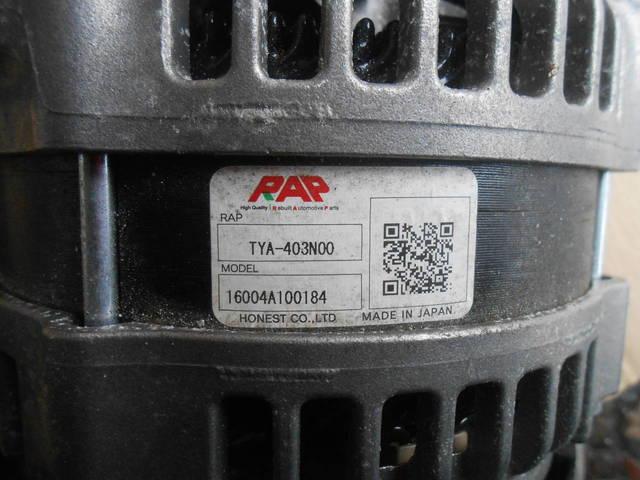 RAP
High Quality Rebuilt Automotive Parts
RAP
TYA-403N00
MODEL
16004A100184
HONEST CO.,LTD
MADE IN JAPAN